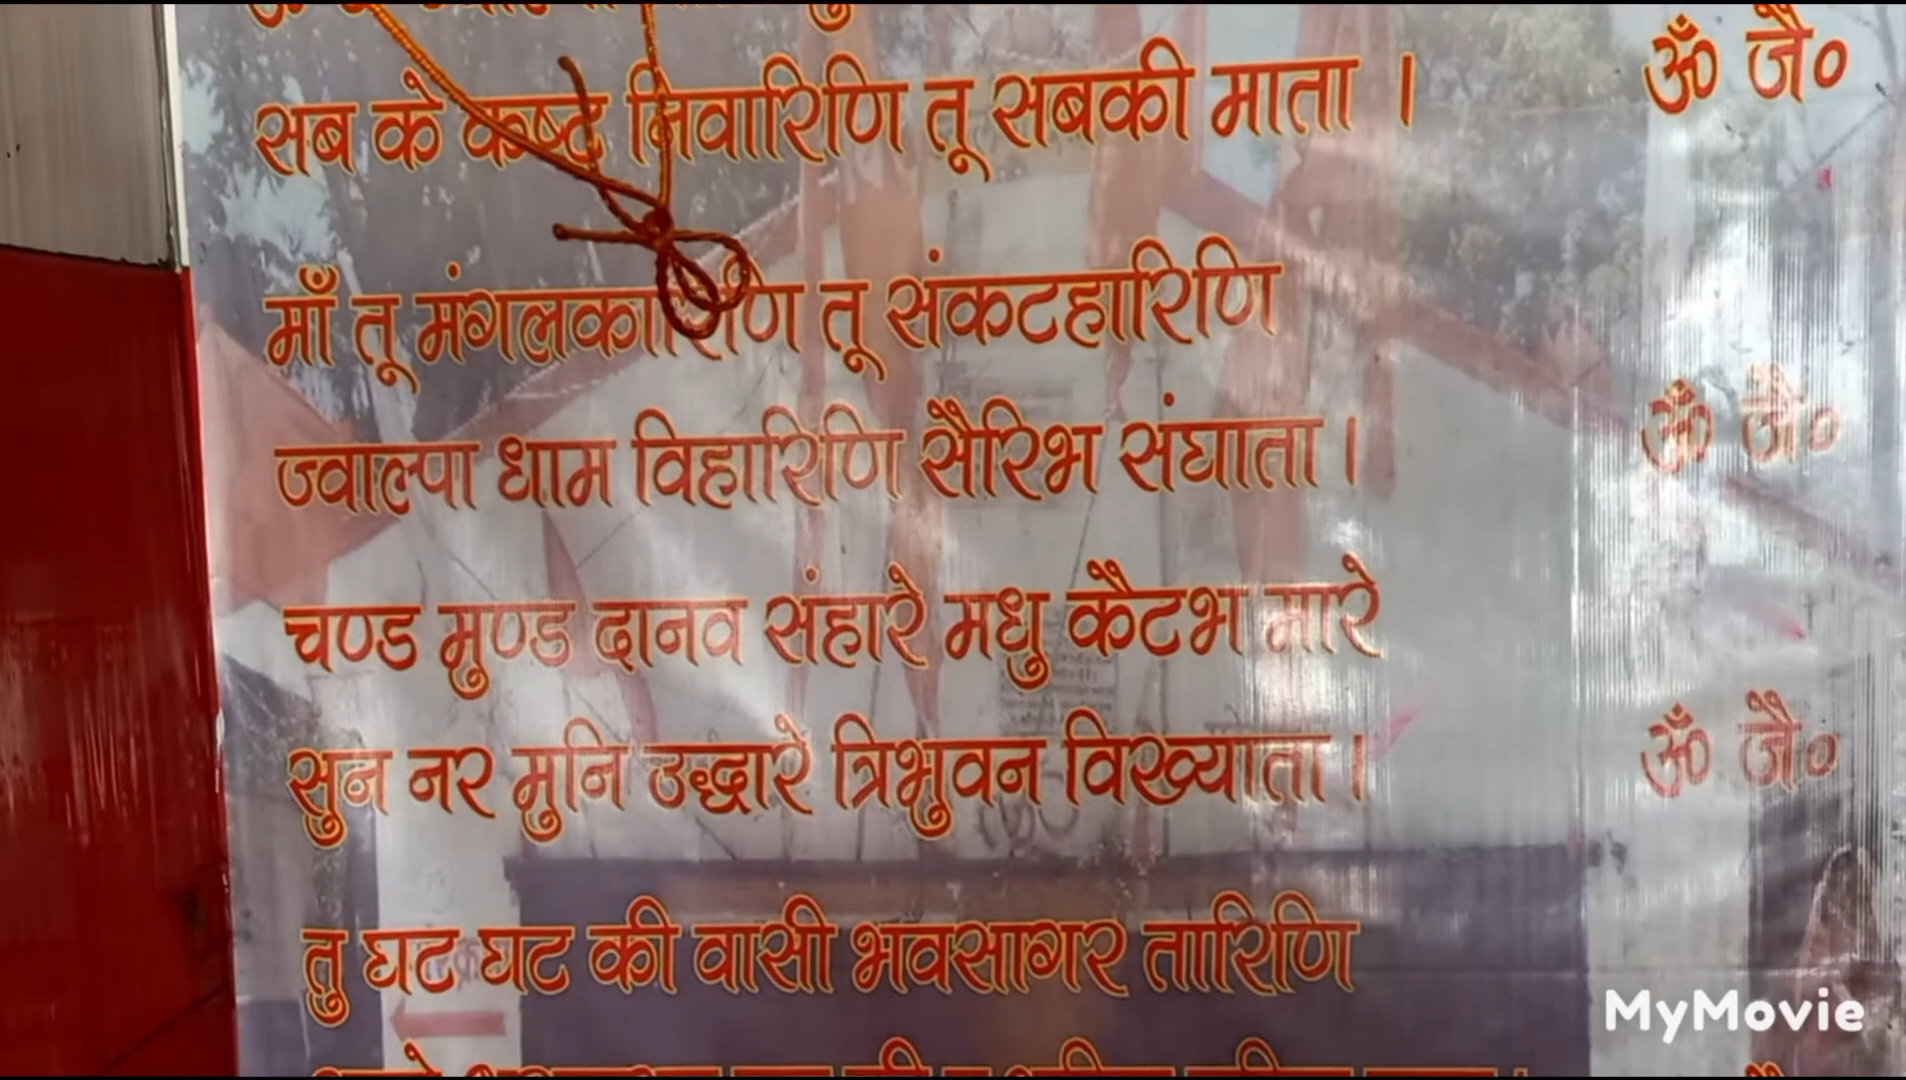 सब के कष्ट निवारिणि तू सबकी माता । ॐ जै०
माँ तू मंगलकारिणि तू संकटहारिणि
ज्वाल्पा धाम विहारिणि सैरिभ संघाता । ॐ जै०
चण्ड मुण्ड दानव संहारे मधु कैटभ मारे
सुन नर मुनि उद्धारे त्रिभुवन विख्याता । ॐ जै०
तु घट घट की वासी भवसागर तारिणि
MyMovie